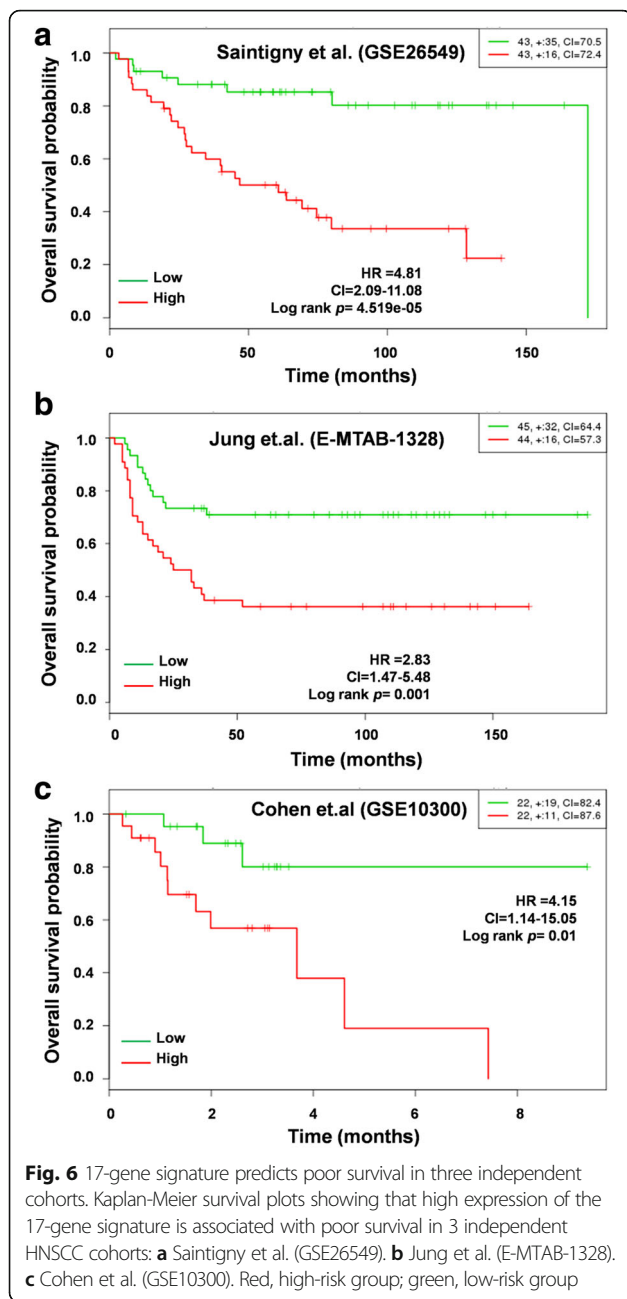 a
Saintigny et al. (GSE26549)
43, +:35, CI=70.5
43, +:16, CI=72.4
Overall survival probability
1.0
0.8
0.6
0.4
0.2
0.0
Low
High
HR =4.81
CI=2.09-11.08
Log rank p= 4.519e-05
0 50 100 150
Time (months)
b
Jung et.al. (E-MTAB-1328)
45, +:32, CI=64.4
44, +:16, CI=57.3
Overall survival probability
1.0
0.8
0.6
0.4
0.2
0.0
Low
High
HR =2.83
CI=1.47-5.48
Log rank p= 0.001
0 50 100 150
Time (months)
c
Cohen et.al (GSE10300)
22, +:19, CI=82.4
22, +:11, CI=87.6
Overall survival probability
1.0
0.8
0.6
0.4
0.2
0.0
HR =4.15
CI=1.14-15.05
Log rank p= 0.01
Low
High
0 2 4 6 8
Time (months)
Fig. 6 17-gene signature predicts poor survival in three independent
cohorts. Kaplan-Meier survival plots showing that high expression of the
17-gene signature is associated with poor survival in 3 independent
HNSCC cohorts: a Saintigny et al. (GSE26549). b Jung et al. (E-MTAB-1328).
c Cohen et al. (GSE10300). Red, high-risk group; green, low-risk group